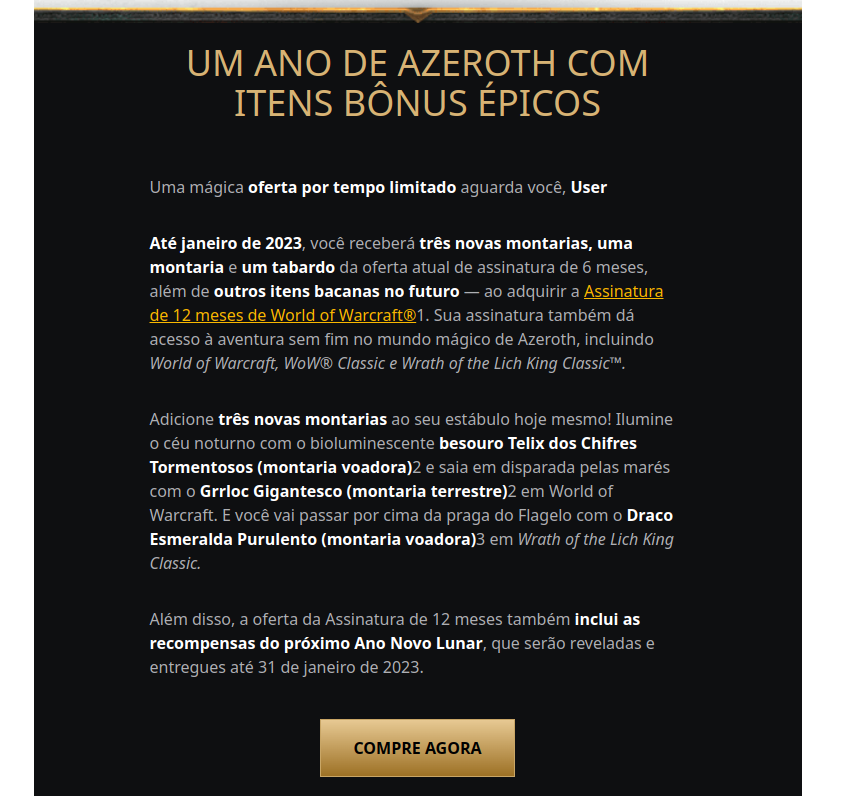 UM ANO DE AZEROTH COM
ITENS BÔNUS ÉPICOS
Uma mágica oferta por tempo limitado aguarda você, User
Até janeiro de 2023, você receberá três novas montarias, uma
montaria e um tabardo da oferta atual de assinatura de 6 meses,
além de outros itens bacanas no futuro — ao adquirir a Assinatura
de 12 meses de World of Warcraft®1. Sua assinatura também dá
acesso à aventura sem fim no mundo mágico de Azeroth, incluindo
World of Warcraft, WoW® Classic e Wrath of the Lich King Classic™.
Adicione três novas montarias ao seu estábulo hoje mesmo! Ilumine
o céu noturno com o bioluminescente besouro Telix dos Chifres
Tormentosos (montaria voadora)2 e saia em disparada pelas marés
com o Grrloc Gigantesco (montaria terrestre)2 em World of
Warcraft. E você vai passar por cima da praga do Flagelo com o Draco
Esmeralda Purulento (montaria voadora)3 em Wrath of the Lich King
Classic.
Além disso, a oferta da Assinatura de 12 meses também inclui as
recompensas do próximo Ano Novo Lunar, que serão reveladas e
entregues até 31 de janeiro de 2023.
COMPRE AGORA